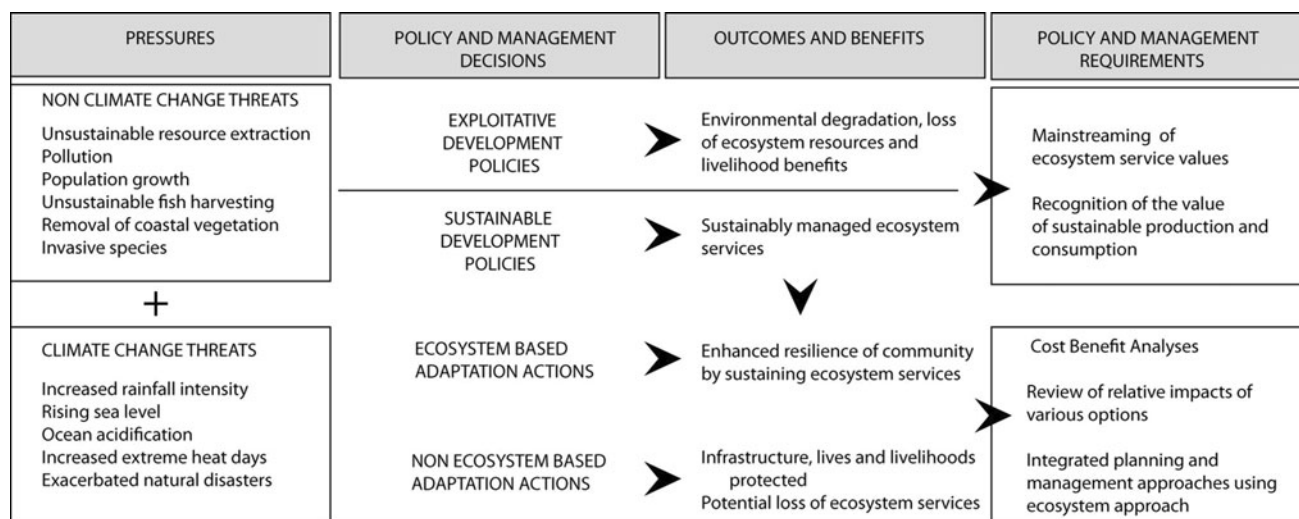 PRESSURES
POLICY AND MANAGEMENT
DECISIONS
OUTCOMES AND BENEFITS
POLICY AND MANAGEMENT
REQUIREMENTS
NON CLIMATE CHANGE THREATS
Unsustainable resource extraction
Pollution
Population growth
Unsustainable fish harvesting
Removal of coastal vegetation
Invasive species
+
CLIMATE CHANGE THREATS
Increased rainfall intensity
Rising sea level
Ocean acidification
Increased extreme heat days
Exacerbated natural disasters
EXPLOITATIVE
DEVELOPMENT
POLICIES
SUSTAINABLE
DEVELOPMENT
POLICIES
ECOSYSTEM BASED
ADAPTATION ACTIONS
NON ECOSYSTEM BASED
ADAPTATION ACTIONS
Environmental degradation, loss
of ecosystem resources and
livelihood benefits
Sustainably managed ecosystem
services
Enhanced resilience of community
by sustaining ecosystem services
Infrastructure, lives and livelihoods
protected
Potential loss of ecosystem services
Mainstreaming of
ecosystem service values
Recognition of the value
of sustainable production and
consumption
Cost Benefit Analyses
Review of relative impacts of
various options
Integrated planning and
management approaches using
ecosystem approach